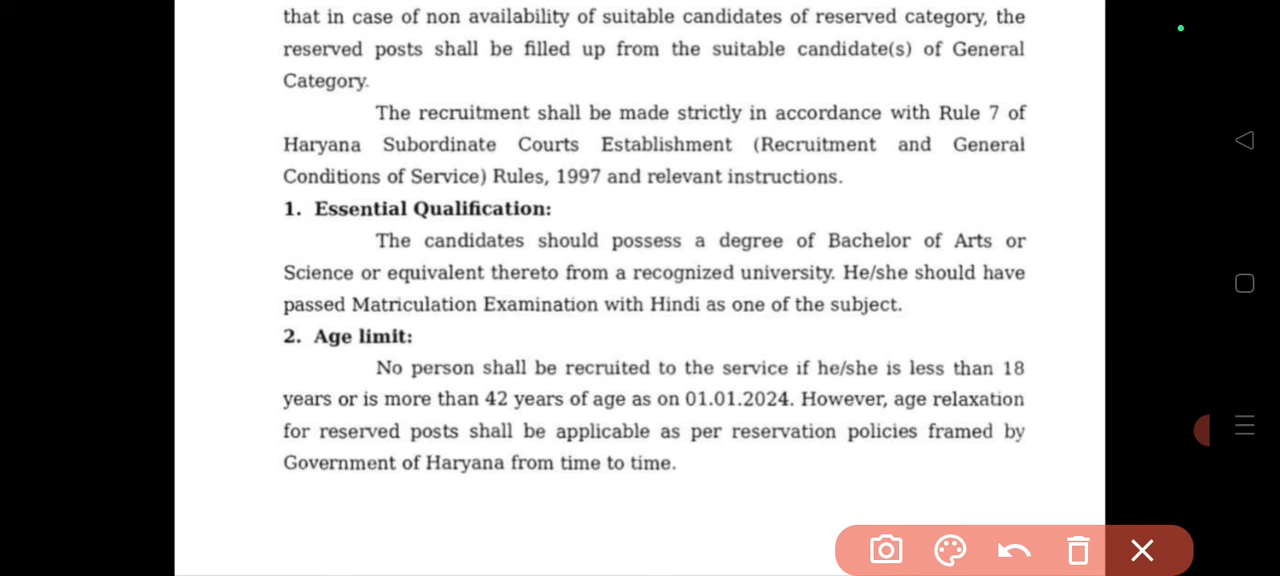 that in case of non availability of suitable candidates of reserved category, the
reserved posts shall be filled up from the suitable candidate(s) of General
Category.
The recruitment shall be made strictly in accordance with Rule 7 of
Haryana Subordinate Courts Establishment (Recruitment and General
Conditions of Service) Rules, 1997 and relevant instructions.
1. Essential Qualification:
The candidates should possess a degree of Bachelor of Arts or
Science or equivalent thereto from a recognized university. He/she should have
passed Matriculation Examination with Hindi as one of the subject.
2. Age limit:
No person shall be recruited to the service if he/she is less than 18
years or is more than 42 years of age as on 01.01.2024. However, age relaxation
for reserved posts shall be applicable as per reservation policies framed by
Government of Haryana from time to time.